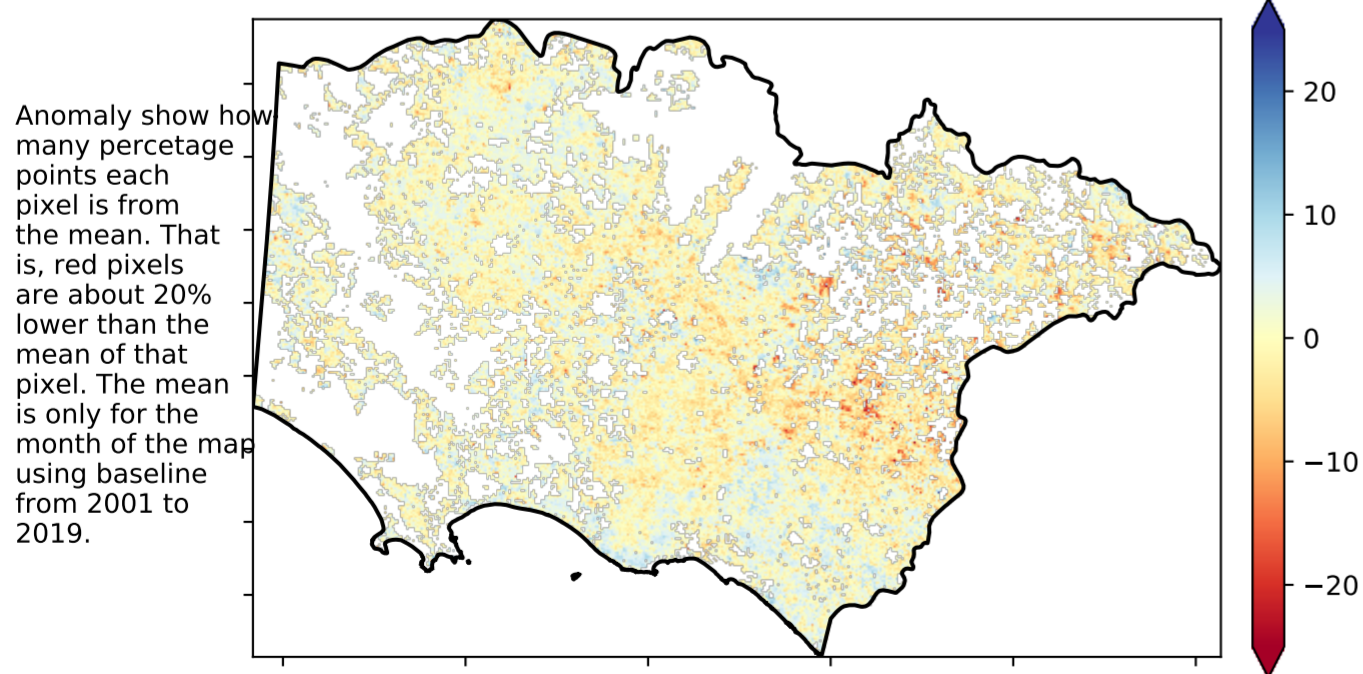 Anomaly show how
many percetage
points each
pixel is from
the mean. That
is, red pixels
are about 20%
lower than the
mean of that
pixel. The mean
is only for the
month of the map
using baseline
from 2001 to
2019.
20
10
0
−10
−20